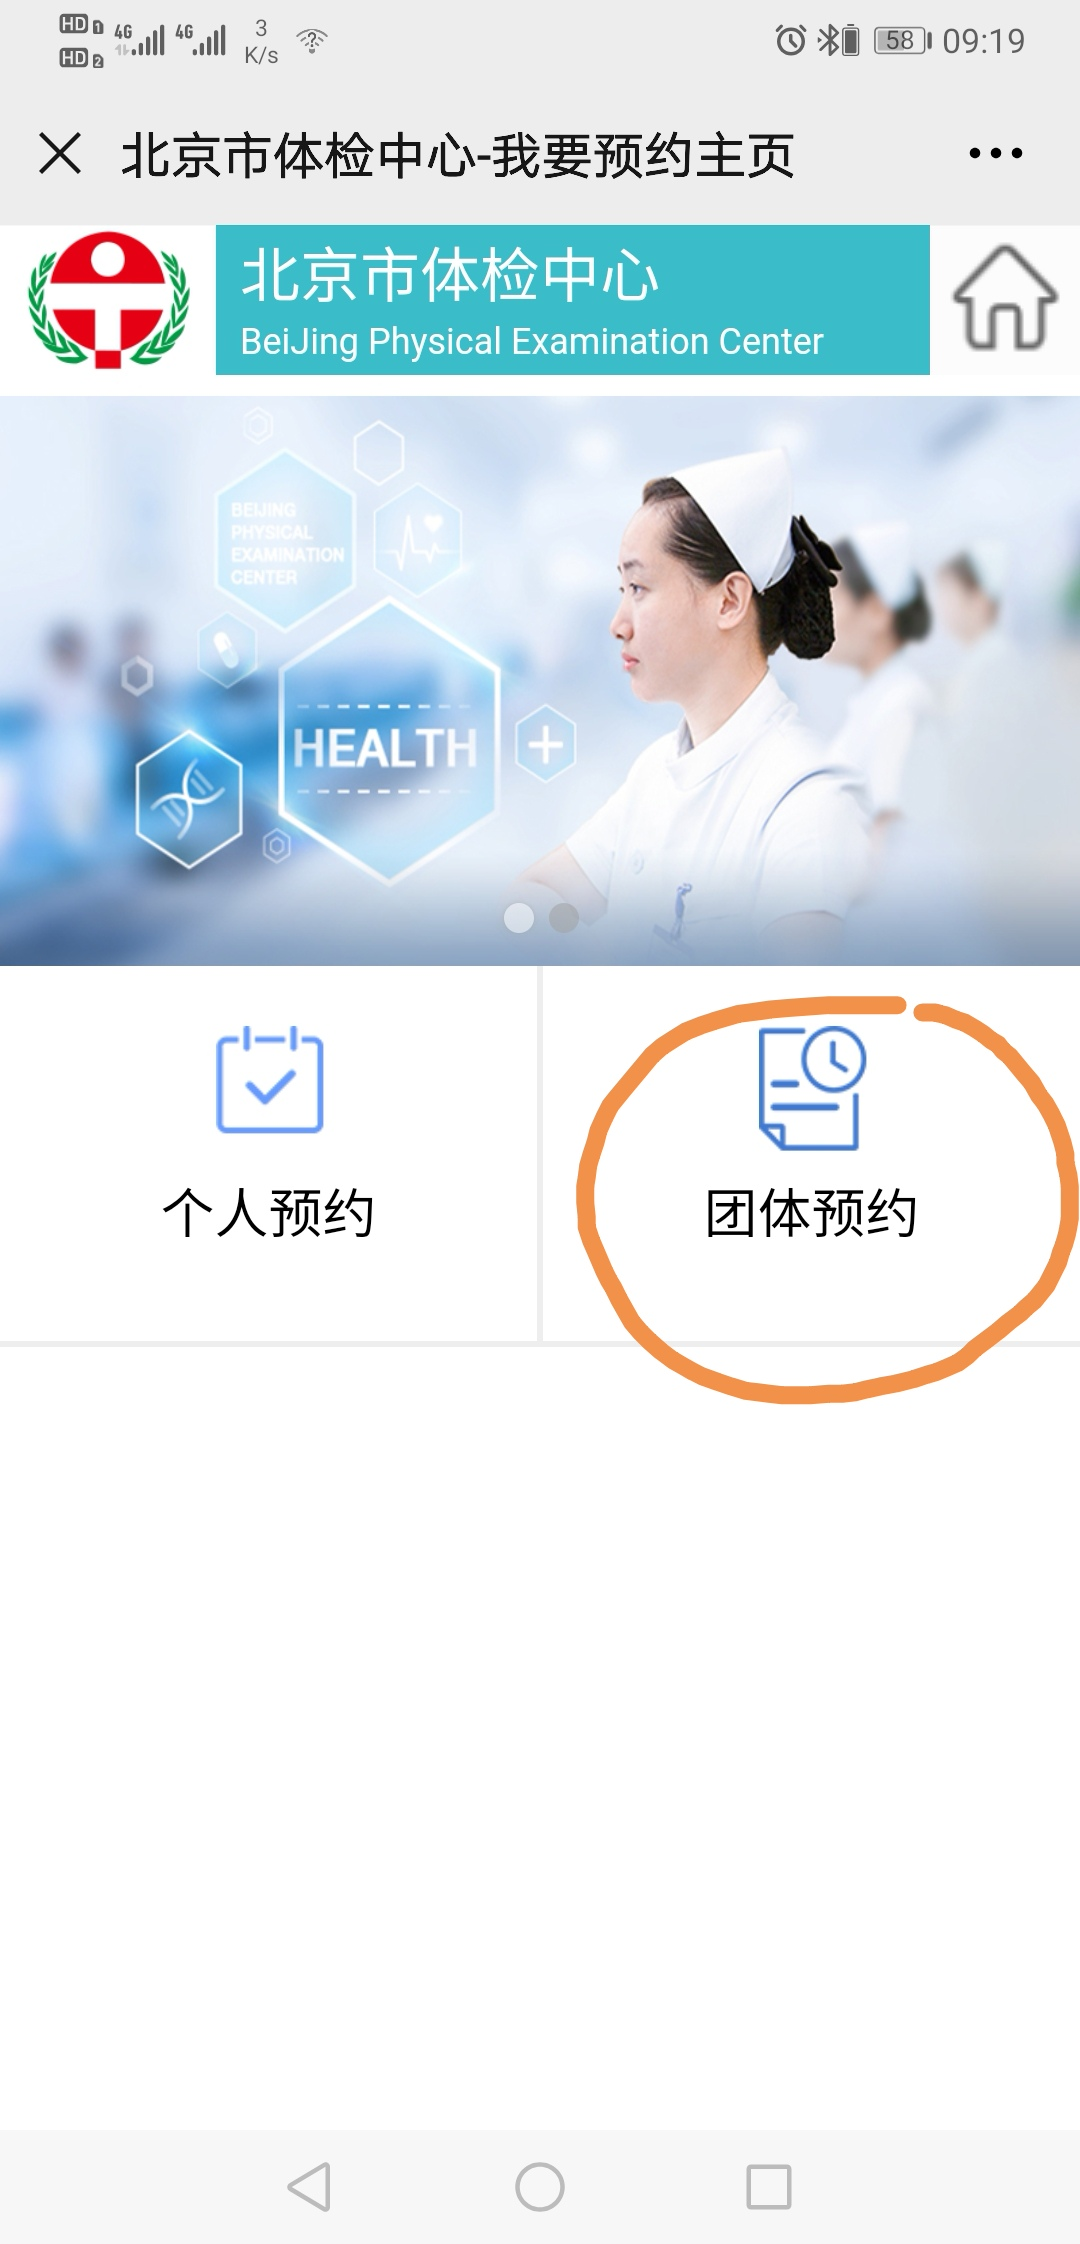 HD 1 4G 4G 3 58 09:19
HD 2 K/s
北京市体检中心-我要预约主页
北京市体检中心
BeiJing Physical Examination Center
BEIJING
PHYSICAL
EXAMINATION
CENTER
HEALTH
个人预约
团体预约